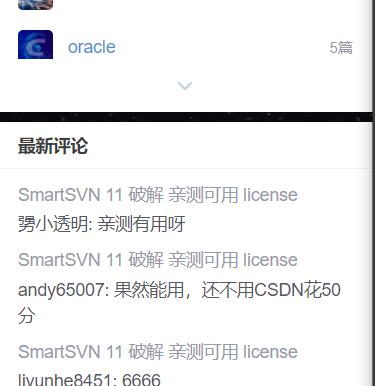 oracle 5篇
最新评论
SmartSVN 11 破解 亲测可用 license
勥小透明: 亲测有用呀
SmartSVN 11 破解 亲测可用 license
andy65007: 果然能用，还不用CSDN花50
分
SmartSVN 11 破解 亲测可用 license
liyunhe8451: 6666